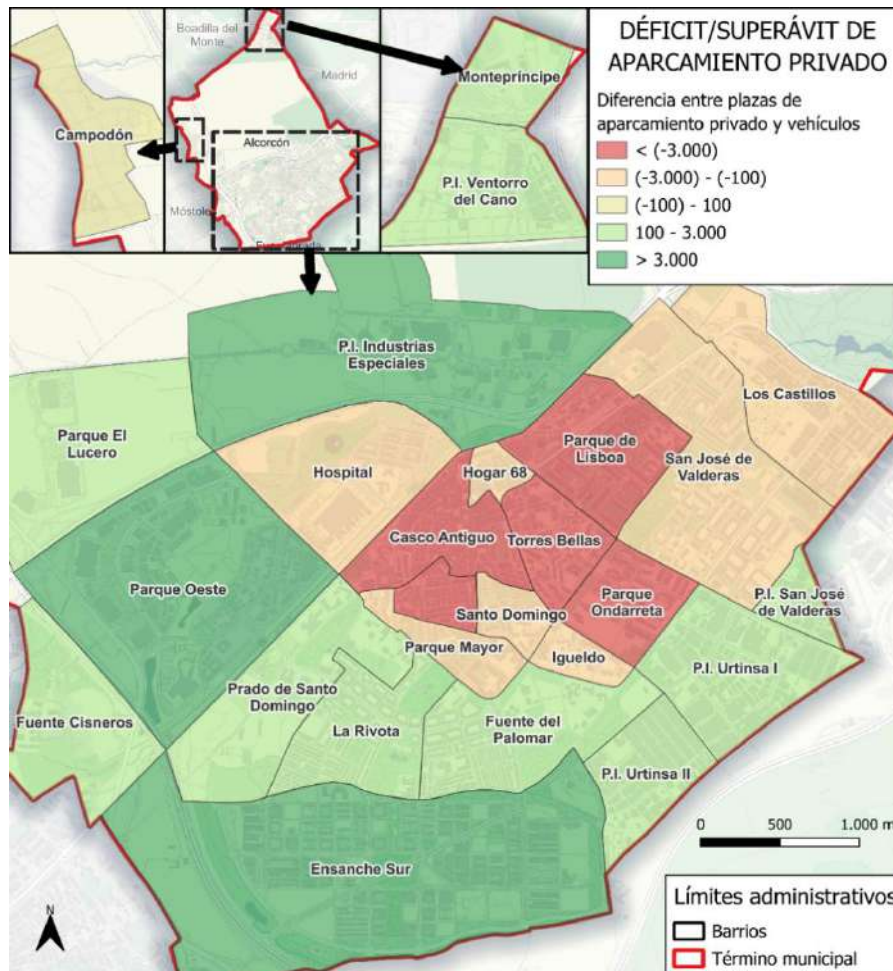 Boadilla del
Monte
Madrid
Alcorcón
Móstoles
Campodón
Montepríncipe
P.I. Ventorro
del Cano
DÉFICIT/SUPERÁVIT DE
APARCAMIENTO PRIVADO
Diferencia entre plazas de
aparcamiento privado y vehículos
< (-3.000)
(-3.000) - (-100)
(-100) - 100
100 - 3.000
> 3.000
P.I. Industrias
Especiales
Los Castillos
Parque El
Lucero
Hospital
Hogar 68
Parque de
Lisboa
San José de
Valderas
Casco Antiguo
Torres Bellas
Parque Oeste
Santo Domingo
Parque
Ondarreta
P.I. San José
de Valderas
Parque Mayor
Igueldo
P.I. Urtinsa I
Prado de Santo
Domingo
Fuente Cisneros
La Rivota
Fuente del
Palomar
P.I. Urtinsa II
Ensanche Sur
0 500 1.000 m
N
Límites administrativos
Barrios
Término municipal